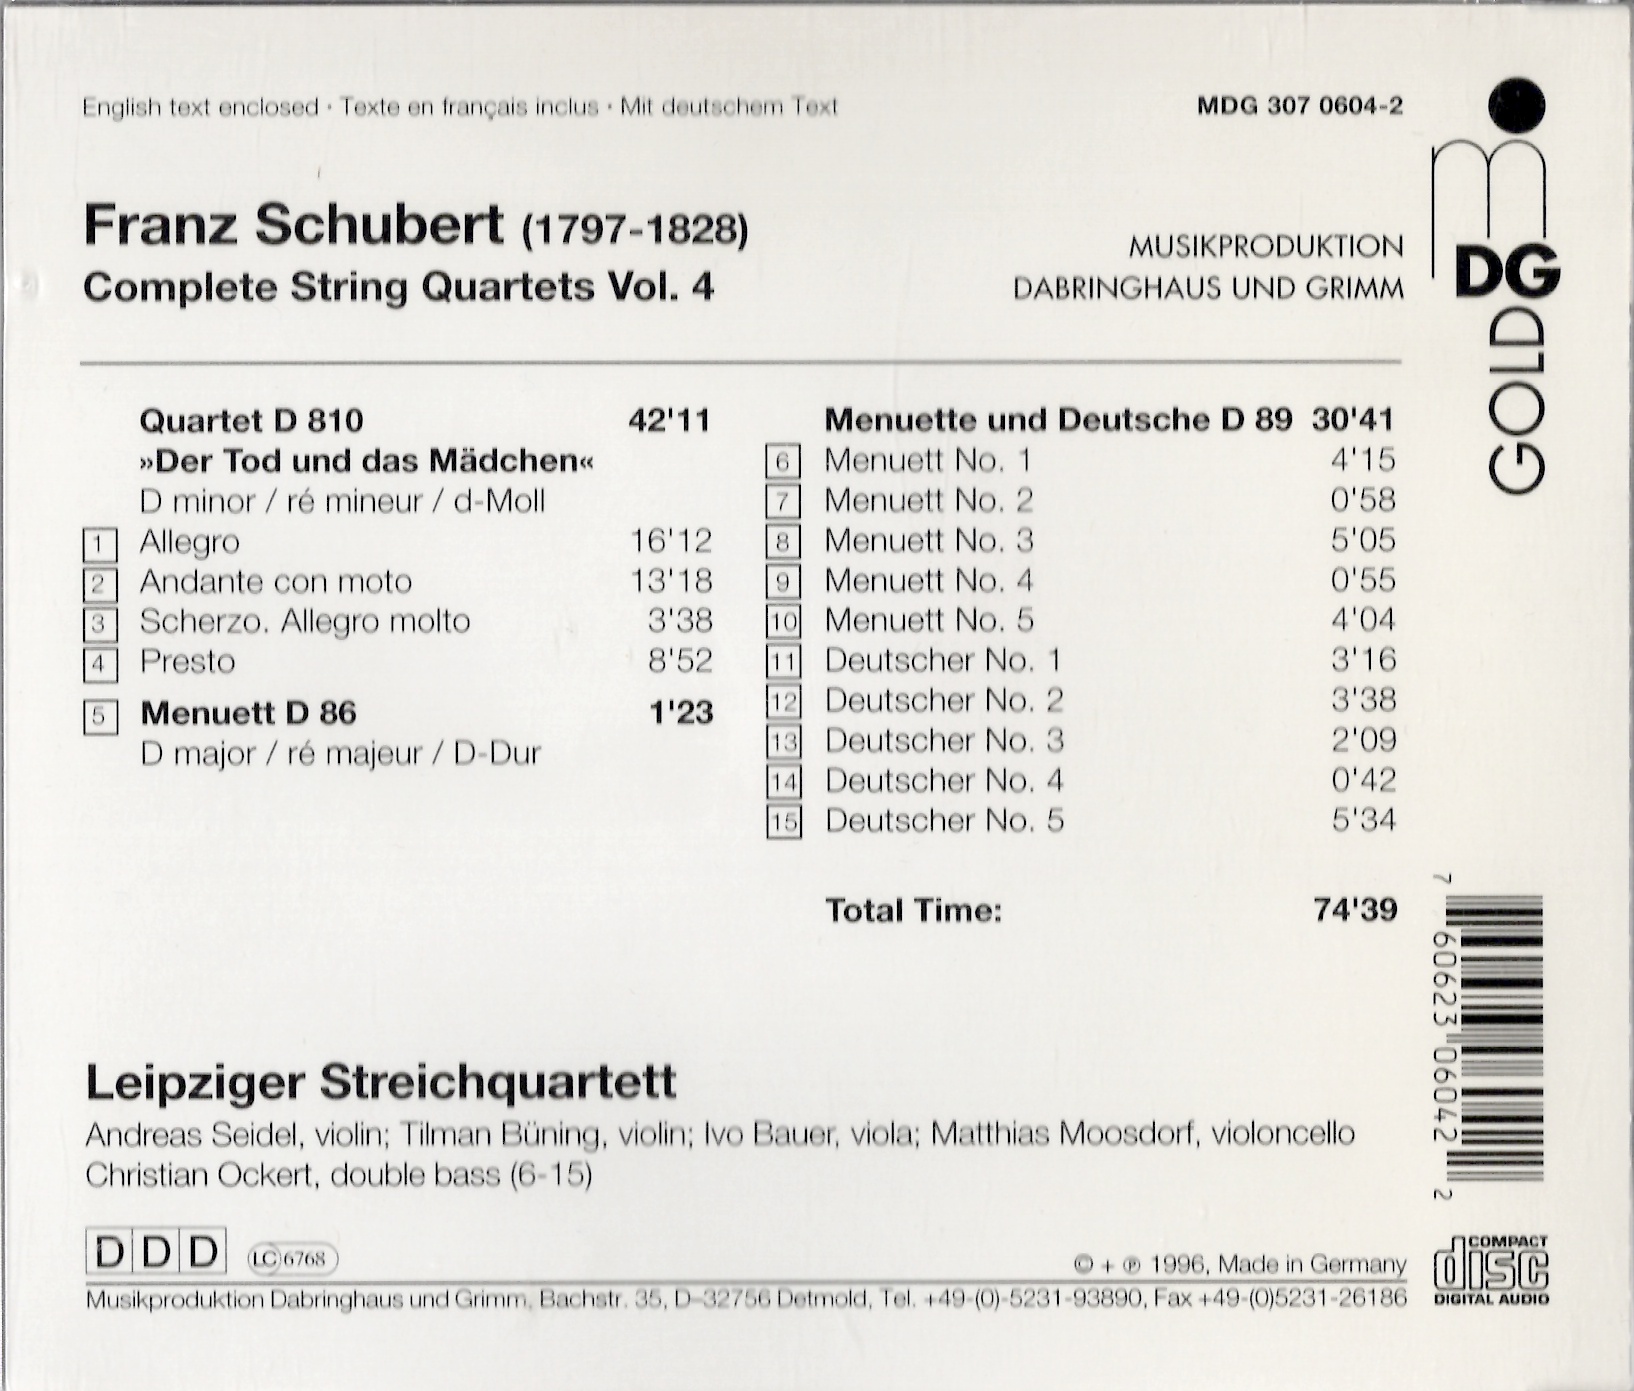 English text enclosed · Texte en français inclus · Mit deutschem Text
MDG 307 0604-2
Franz Schubert (1797-1828)
Complete String Quartets Vol. 4
MUSIKPRODUKTION
DABRINGHAUS UND GRIMM
m DG
GOLD
Quartet D 810 42'11
»Der Tod und das Mädchen«
D minor / ré mineur / d-Moll
1 Allegro 16'12
2 Andante con moto 13'18
3 Scherzo. Allegro molto 3'38
4 Presto 8'52
5 Menuett D 86 1'23
D major / ré majeur / D-Dur
Menuette und Deutsche D 89 30'41
6 Menuett No. 1 4'15
7 Menuett No. 2 0'58
8 Menuett No. 3 5'05
9 Menuett No. 4 0'55
10 Menuett No. 5 4'04
11 Deutscher No. 1 3'16
12 Deutscher No. 2 3'38
13 Deutscher No. 3 2'09
14 Deutscher No. 4 0'42
15 Deutscher No. 5 5'34
Total Time: 74'39
7 60623 06042 2
Leipziger Streichquartett
Andreas Seidel, violin; Tilman Büning, violin; Ivo Bauer, viola; Matthias Moosdorf, violoncello
Christian Ockert, double bass (6-15)
DDD LC 6768
© + ℗ 1996, Made in Germany
Musikproduktion Dabringhaus und Grimm, Bachstr. 35, D-32756 Detmold, Tel. +49-(0)-5231-93890, Fax +49-(0)5231-26186
COMPACT
disc
DIGITAL AUDIO